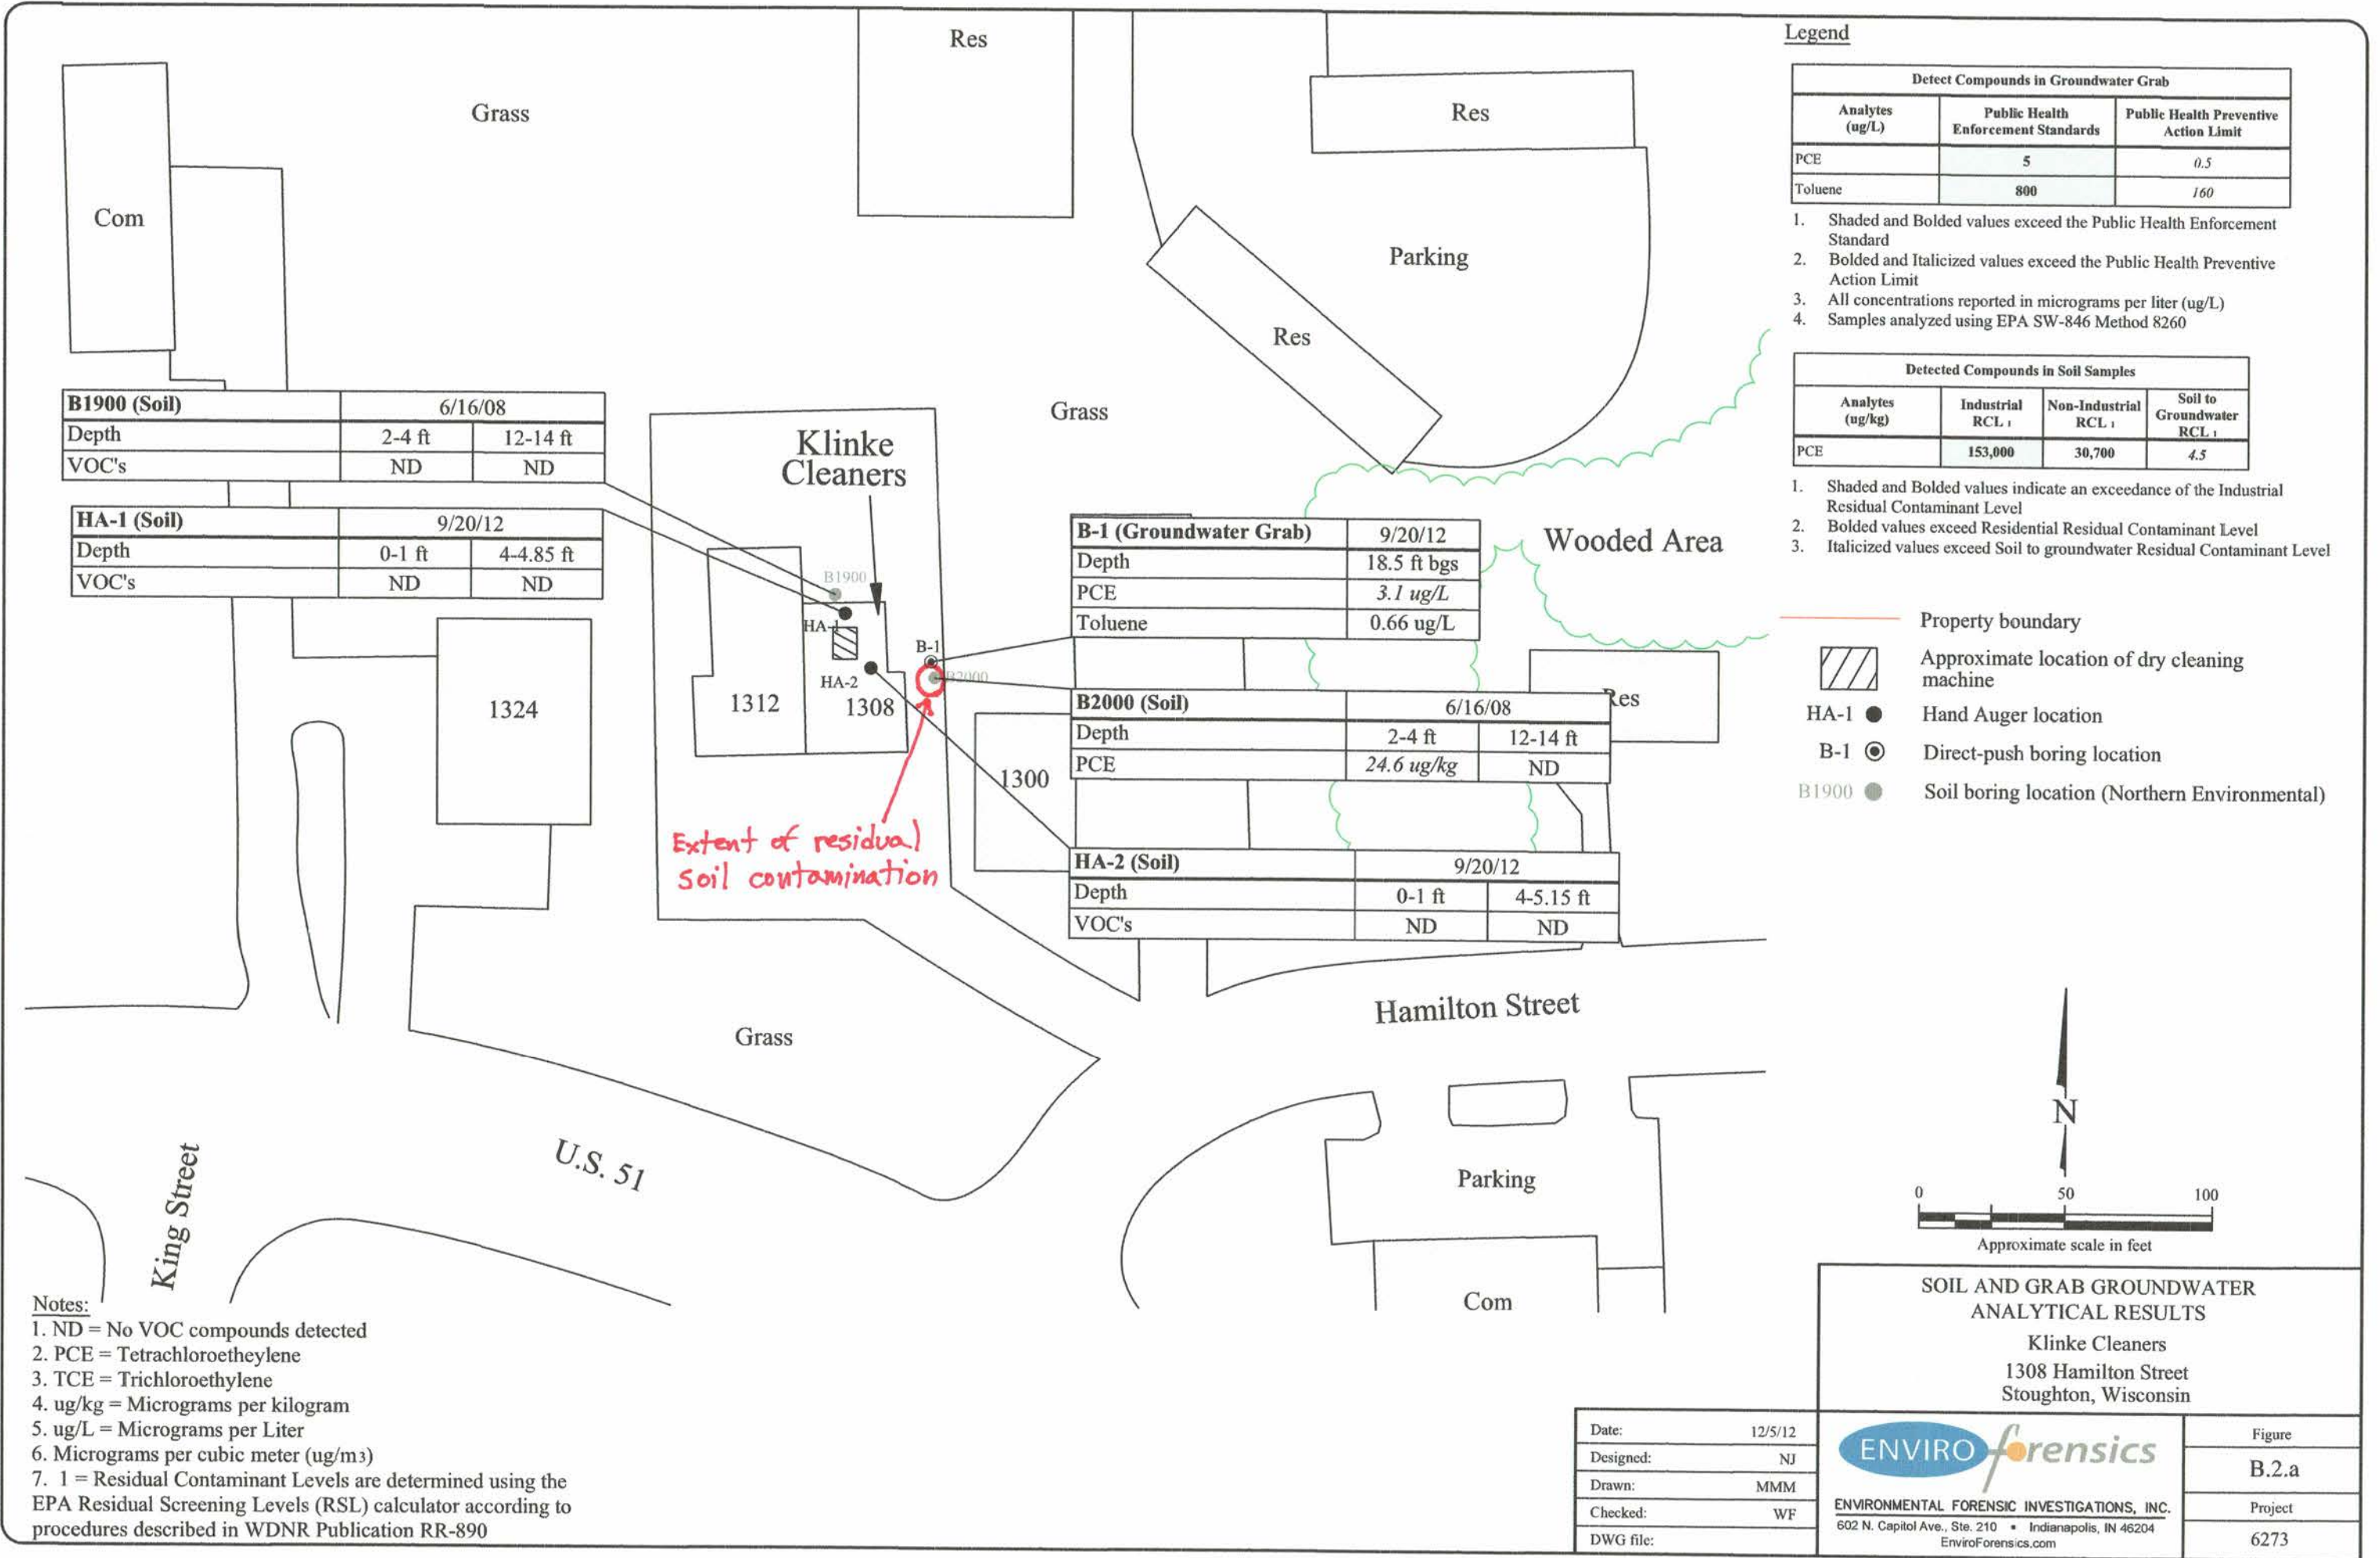 Res
Grass
Res
Com
Parking
Res
Grass
B1900 (Soil) 6/16/08
Depth 2-4 ft 12-14 ft
VOC's ND ND
HA-1 (Soil) 9/20/12
Depth 0-1 ft 4-4.85 ft
VOC's ND ND
Klinke
Cleaners
B1900
HA-1
HA-2
B-1
B2000
1312
1308
1324
1300
Extent of residual
soil contamination
B-1 (Groundwater Grab) 9/20/12
Depth 18.5 ft bgs
PCE 3.1 ug/L
Toluene 0.66 ug/L
Wooded Area
Res
B2000 (Soil) 6/16/08
Depth 2-4 ft 12-14 ft
PCE 24.6 ug/kg ND
HA-2 (Soil) 9/20/12
Depth 0-1 ft 4-5.15 ft
VOC's ND ND
Hamilton Street
Grass
U.S. 51
King Street
Parking
Com
Legend
Detect Compounds in Groundwater Grab
Analytes (ug/L) Public Health Enforcement Standards Public Health Preventive Action Limit
PCE 5 0.5
Toluene 800 160
1. Shaded and Bolded values exceed the Public Health Enforcement
Standard
2. Bolded and Italicized values exceed the Public Health Preventive
Action Limit
3. All concentrations reported in micrograms per liter (ug/L)
4. Samples analyzed using EPA SW-846 Method 8260
Detected Compounds in Soil Samples
Analytes (ug/kg) Industrial RCL 1 Non-Industrial RCL 1 Soil to Groundwater RCL 1
PCE 153,000 30,700 4.5
1. Shaded and Bolded values indicate an exceedance of the Industrial
Residual Contaminant Level
2. Bolded values exceed Residential Residual Contaminant Level
3. Italicized values exceed Soil to groundwater Residual Contaminant Level
Property boundary
Approximate location of dry cleaning
machine
HA-1 Hand Auger location
B-1 Direct-push boring location
B1900 Soil boring location (Northern Environmental)
N
0 50 100
Approximate scale in feet
Notes:
1. ND = No VOC compounds detected
2. PCE = Tetrachloroetheylene
3. TCE = Trichloroethylene
4. ug/kg = Micrograms per kilogram
5. ug/L = Micrograms per Liter
6. Micrograms per cubic meter (ug/m3)
7. 1 = Residual Contaminant Levels are determined using the
EPA Residual Screening Levels (RSL) calculator according to
procedures described in WDNR Publication RR-890
SOIL AND GRAB GROUNDWATER
ANALYTICAL RESULTS
Klinke Cleaners
1308 Hamilton Street
Stoughton, Wisconsin
Date: 12/5/12
Designed: NJ
Drawn: MMM
Checked: WF
DWG file:
ENVIROforensics
ENVIRONMENTAL FORENSIC INVESTIGATIONS, INC.
602 N. Capitol Ave., Ste. 210 • Indianapolis, IN 46204
EnviroForensics.com
Figure
B.2.a
Project
6273